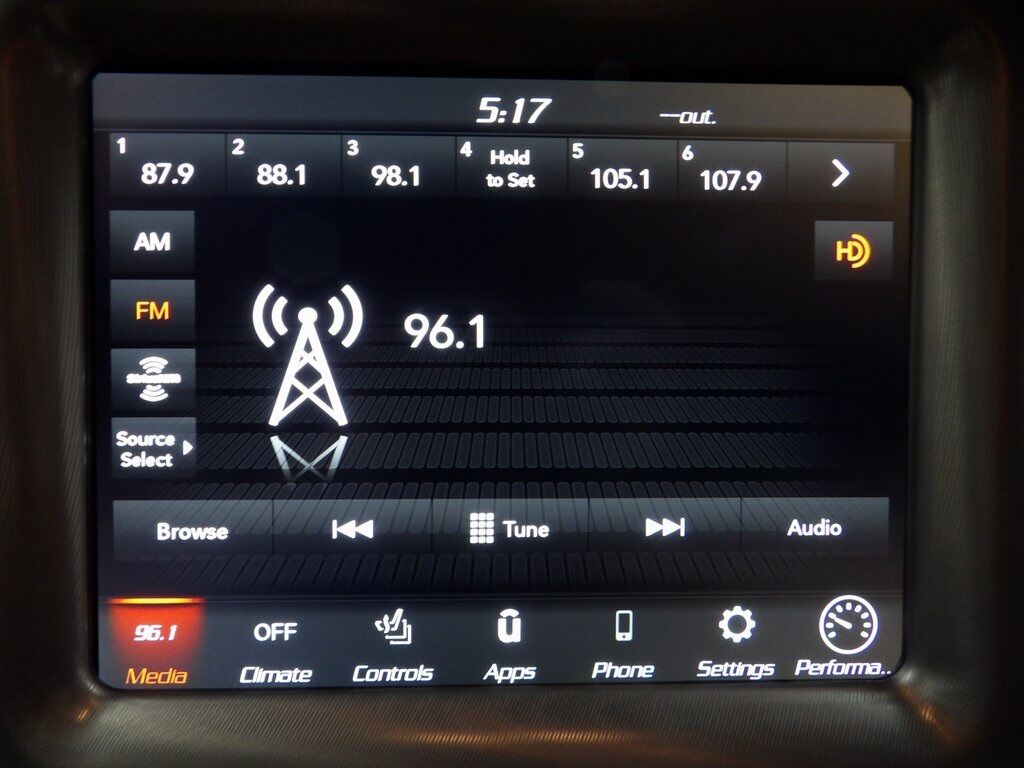 5:17
---out.
1 87.9
2 88.1
3 98.1
4 Hold
to Set
5 105.1
6 107.9
AM
HD
FM
96.1
Source
Select
Browse
Tune
Audio
96.1
OFF
Media
Climate
Controls
Apps
Phone
Settings
Performa..